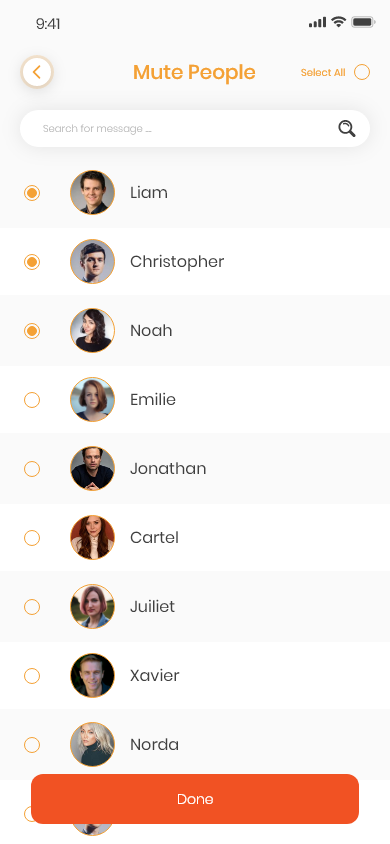 9:41
Mute People
Select All
Search for message ...
Liam
Christopher
Noah
Emilie
Jonathan
Cartel
Juiliet
Xavier
Norda
Done